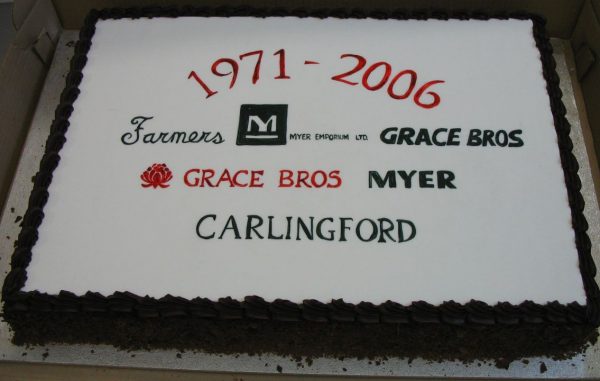 1971 - 2006
Farmers M MYER EMPORIUM LTD. GRACE BROS
GRACE BROS MYER
CARLINGFORD